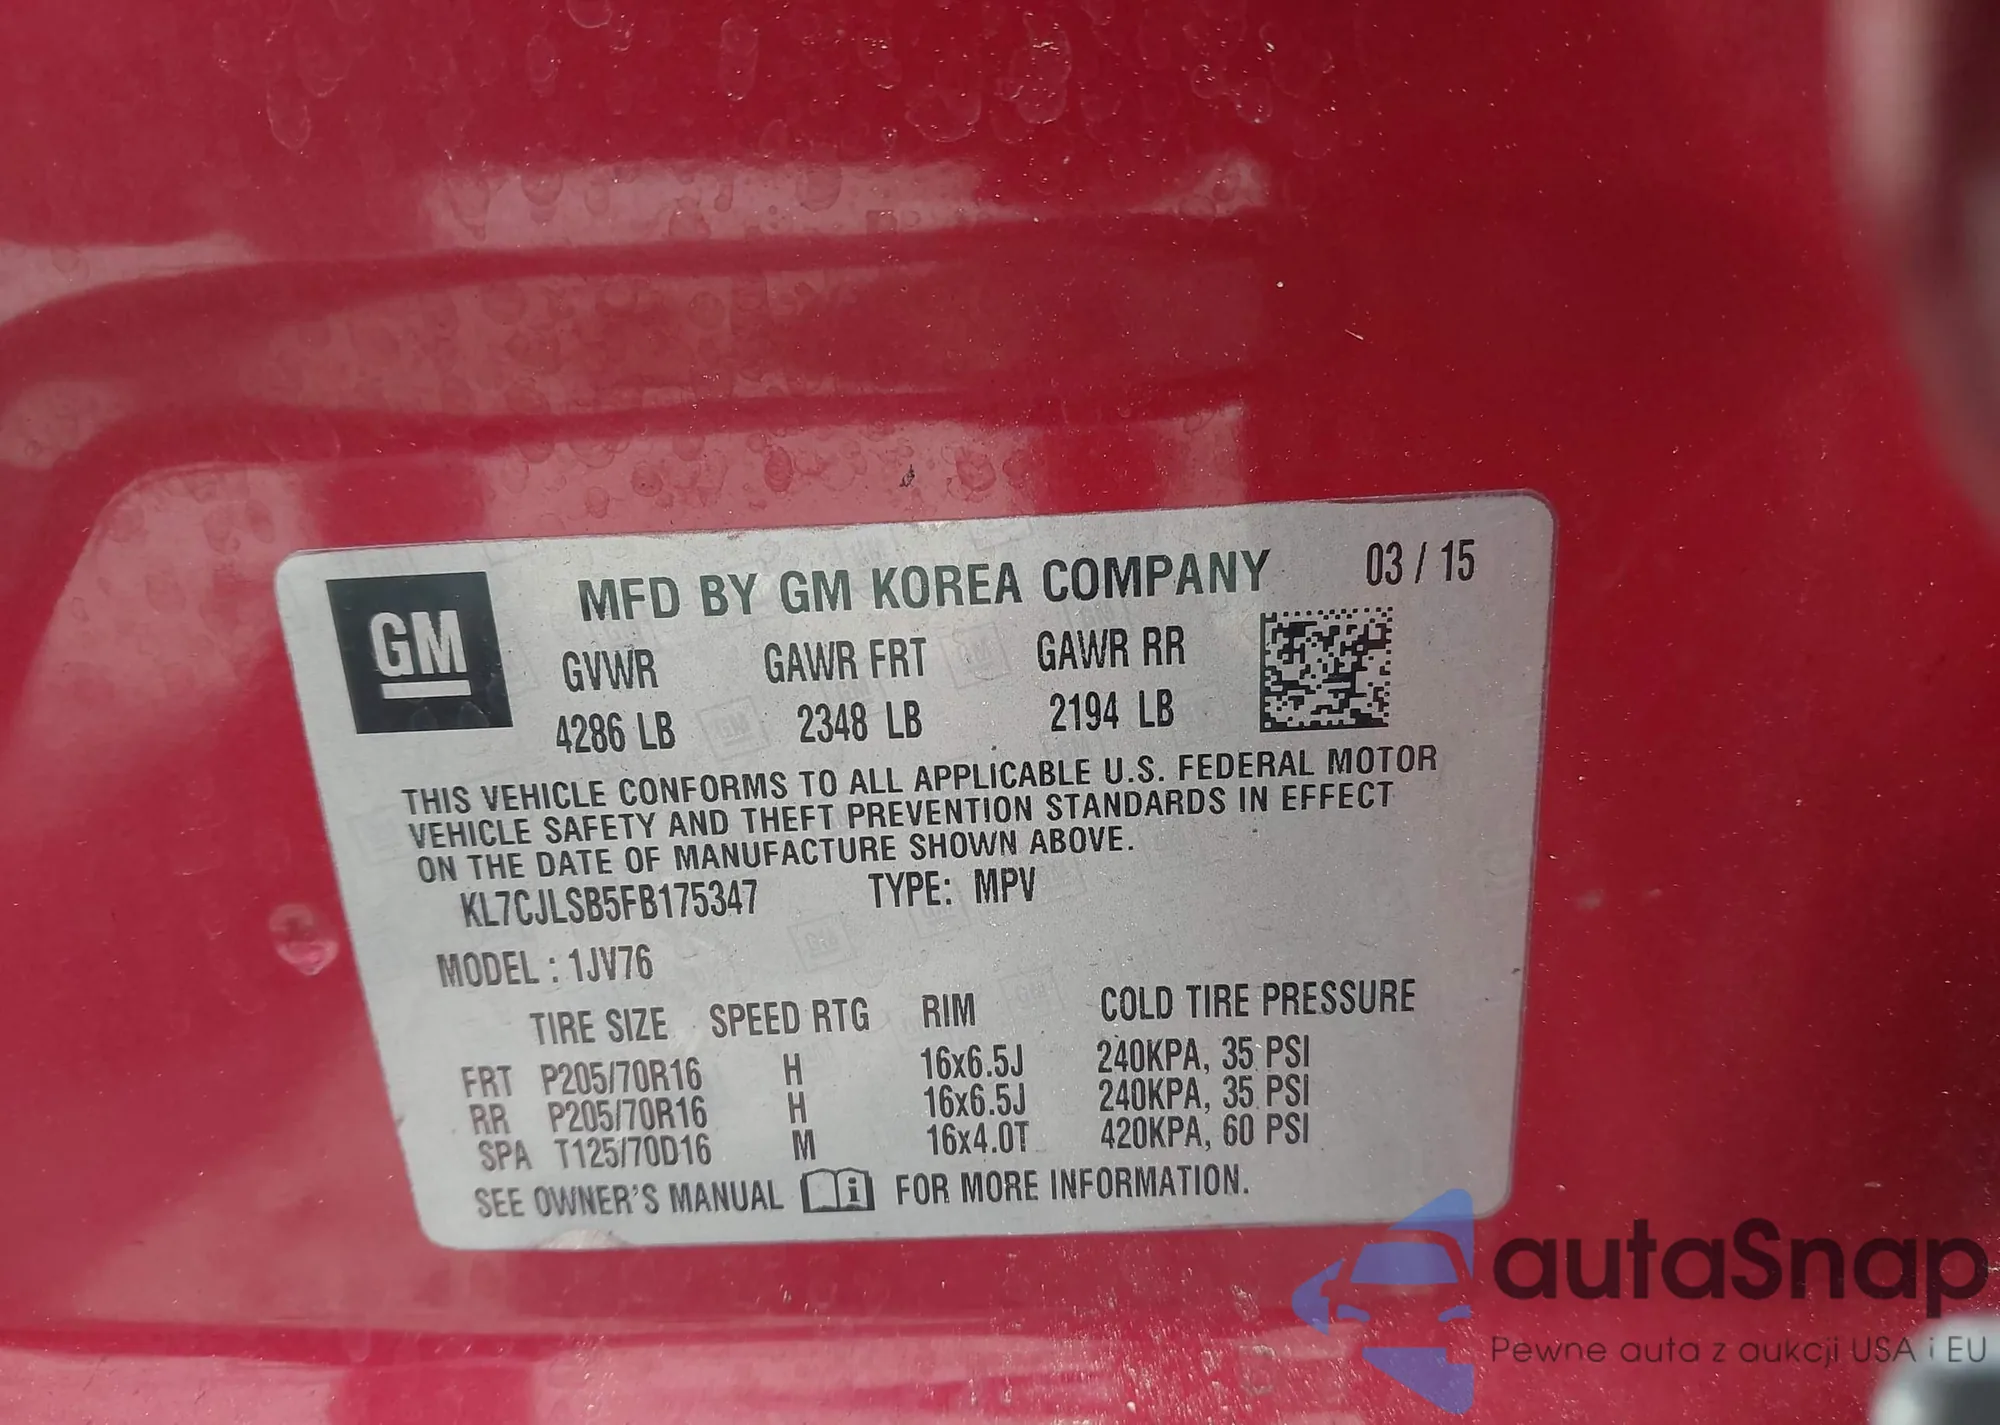 GM
MFD BY GM KOREA COMPANY 03 / 15
GVWR GAWR FRT GAWR RR
4286 LB 2348 LB 2194 LB
THIS VEHICLE CONFORMS TO ALL APPLICABLE U.S. FEDERAL MOTOR
VEHICLE SAFETY AND THEFT PREVENTION STANDARDS IN EFFECT
ON THE DATE OF MANUFACTURE SHOWN ABOVE.
KL7CJLSB5FB175347 TYPE: MPV
MODEL : 1JV76
TIRE SIZE SPEED RTG RIM COLD TIRE PRESSURE
FRT P205/70R16 H 16x6.5J 240KPA, 35 PSI
RR P205/70R16 H 16x6.5J 240KPA, 35 PSI
SPA T125/70D16 M 16x4.0T 420KPA, 60 PSI
SEE OWNER'S MANUAL i FOR MORE INFORMATION.
autaSnap
Pewne auta z aukcji USA i EU